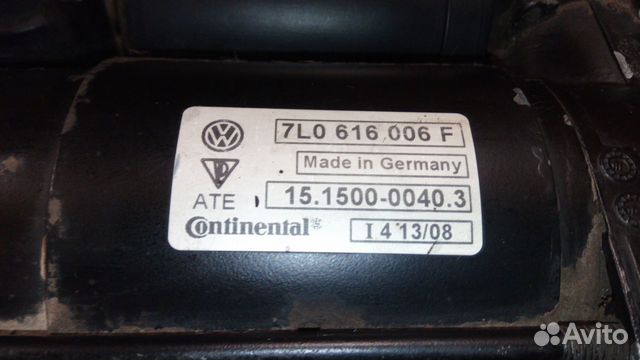 7L0 616 006 F
Made in Germany
ATE 15.1500-0040.3
Continental I 4 13/08
Avito